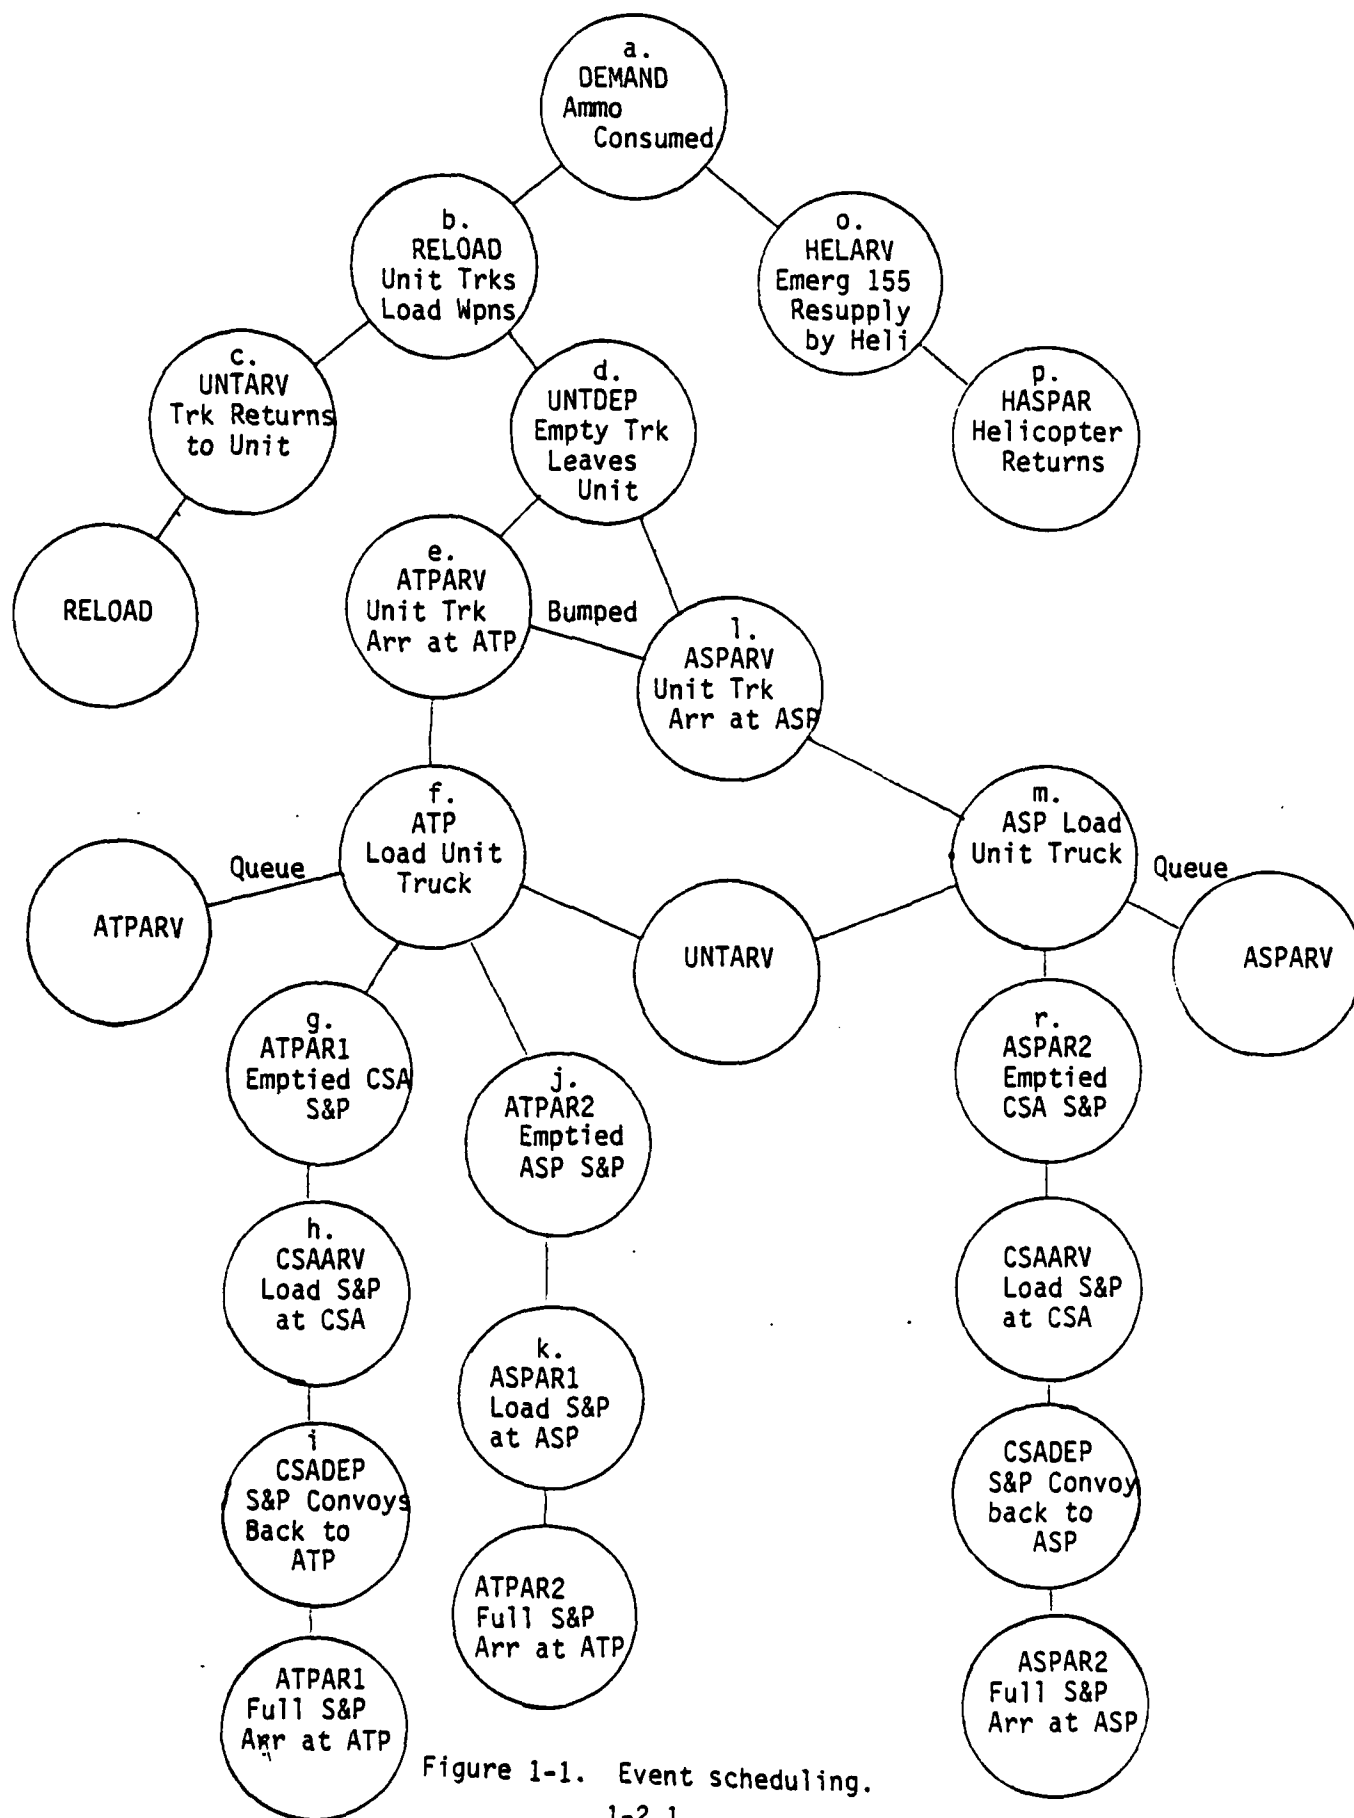 a.
DEMAND
Ammo
Consumed
b.
RELOAD
Unit Trks
Load Wpns
o.
HELARV
Emerg 155
Resupply
by Heli
c.
UNTARV
Trk Returns
to Unit
d.
UNTDEP
Empty Trk
Leaves
Unit
p.
HASPAR
Helicopter
Returns
RELOAD
e.
ATPARV
Unit Trk
Arr at ATP
Bumped
l.
ASPARV
Unit Trk
Arr at ASP
f.
ATP
Load Unit
Truck
m.
ASP Load
Unit Truck
Queue
Queue
ATPARV
UNTARV
ASPARV
g.
ATPAR1
Emptied CSA
S&P
j.
ATPAR2
Emptied
ASP S&P
r.
ASPAR2
Emptied
CSA S&P
h.
CSAARV
Load S&P
at CSA
k.
ASPAR1
Load S&P
at ASP
CSAARV
Load S&P
at CSA
i
CSADEP
S&P Convoys
Back to
ATP
ATPAR2
Full S&P
Arr at ATP
CSADEP
S&P Convoy
back to
ASP
ATPAR1
Full S&P
Arr at ATP
ASPAR2
Full S&P
Arr at ASP
Figure 1-1. Event scheduling.
1-2.1